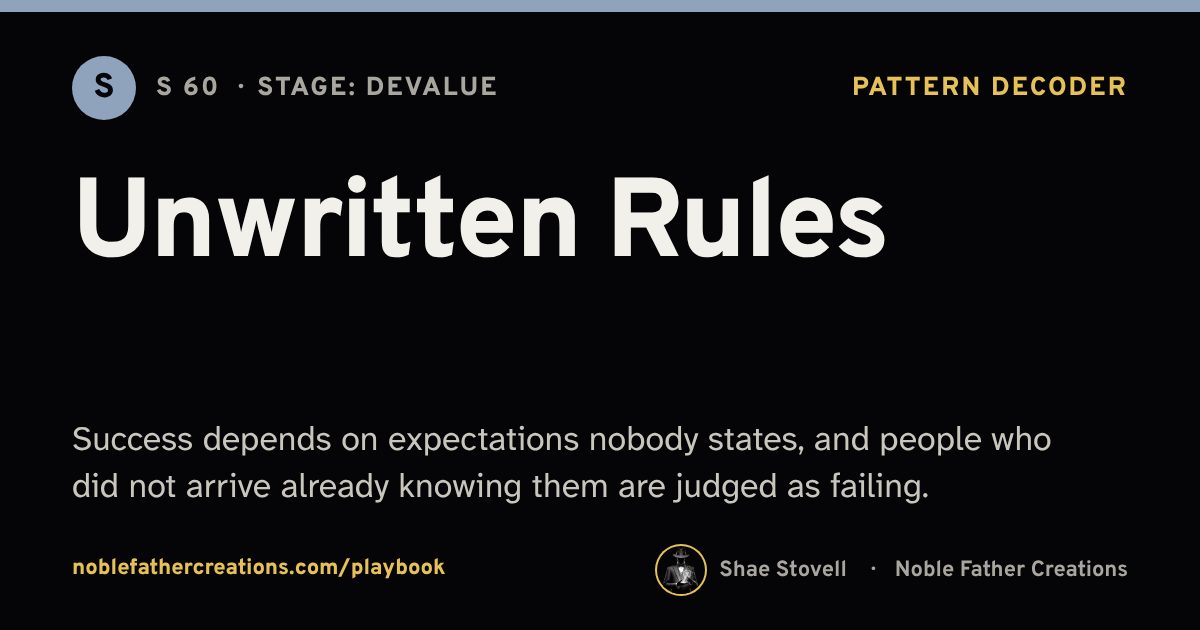 S
S 60 · STAGE: DEVALUE
PATTERN DECODER
Unwritten Rules
Success depends on expectations nobody states, and people who
did not arrive already knowing them are judged as failing.
noblefathercreations.com/playbook
Shae Stovell · Noble Father Creations